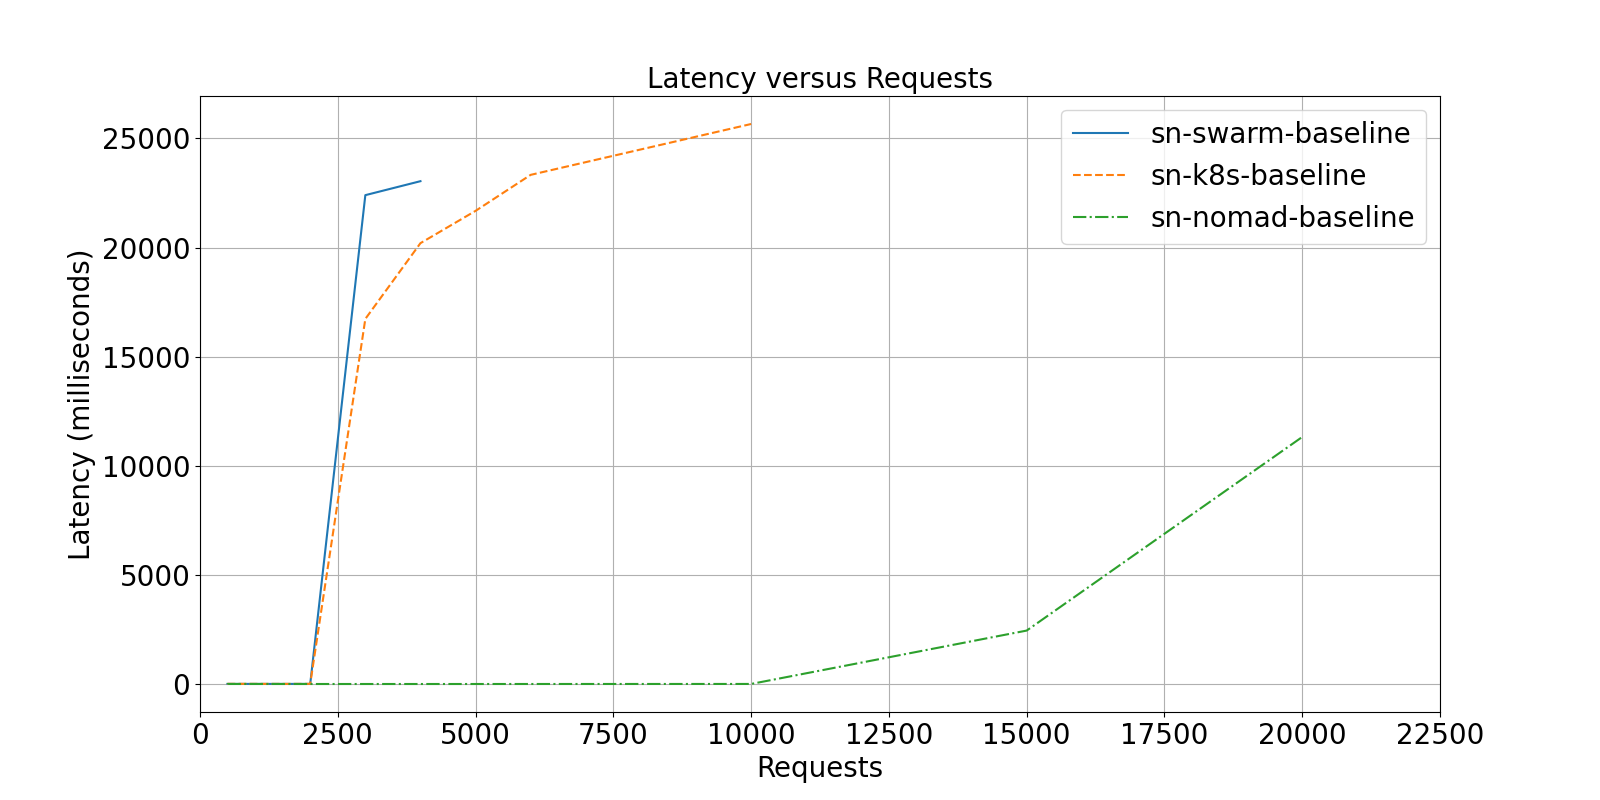 Latency versus Requests
25000
20000
15000
10000
5000
0
Latency (milliseconds)
sn-swarm-baseline
sn-k8s-baseline
sn-nomad-baseline
0 2500 5000 7500 10000 12500 15000 17500 20000 22500
Requests